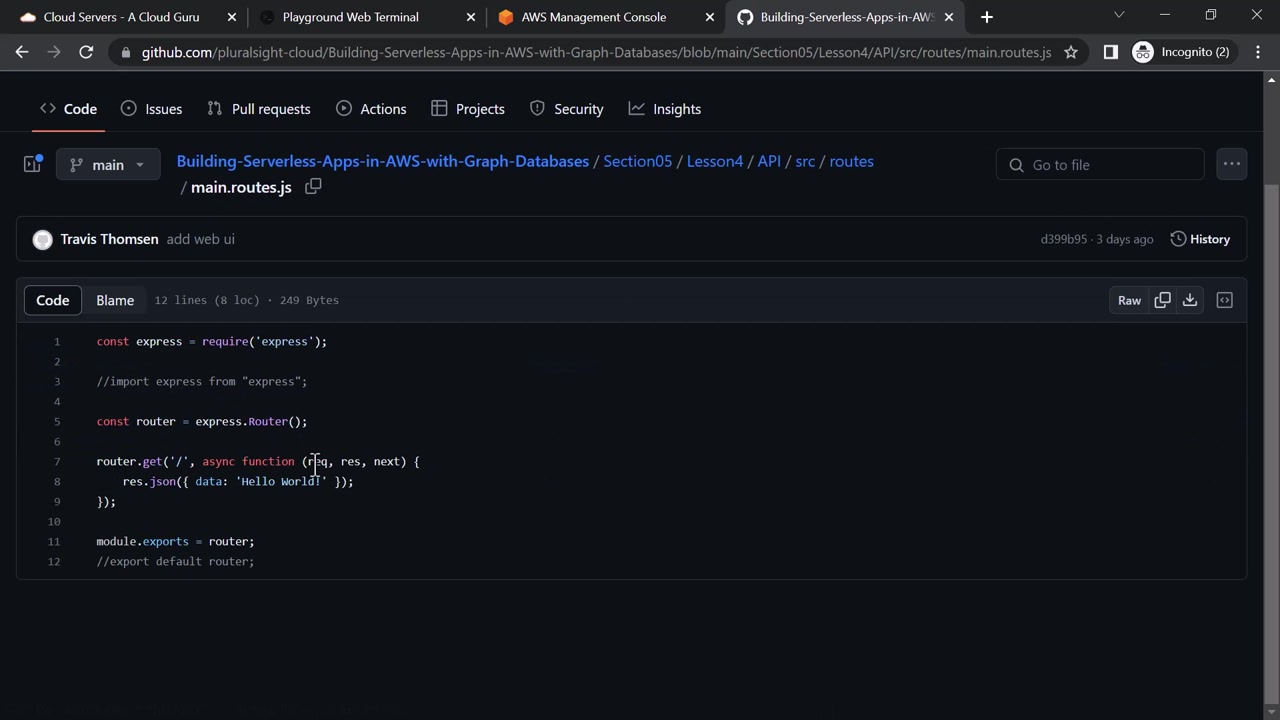 Cloud Servers - A Cloud Guru
Playground Web Terminal
AWS Management Console
Building-Serverless-Apps-in-AWS
github.com/pluralsight-cloud/Building-Serverless-Apps-in-AWS-with-Graph-Databases/blob/main/Section05/Lesson4/API/src/routes/main.routes.js
Incognito (2)
Code
Issues
Pull requests
Actions
Projects
Security
Insights
main
Building-Serverless-Apps-in-AWS-with-Graph-Databases / Section05 / Lesson4 / API / src / routes
/ main.routes.js
Go to file
Travis Thomsen add web ui
d399b95 · 3 days ago
History
Code
Blame
12 lines (8 loc) · 249 Bytes
Raw
1 const express = require('express');
2
3 //import express from "express";
4
5 const router = express.Router();
6
7 router.get('/', async function (req, res, next) {
8 res.json({ data: 'Hello World!' });
9 });
10
11 module.exports = router;
12 //export default router;